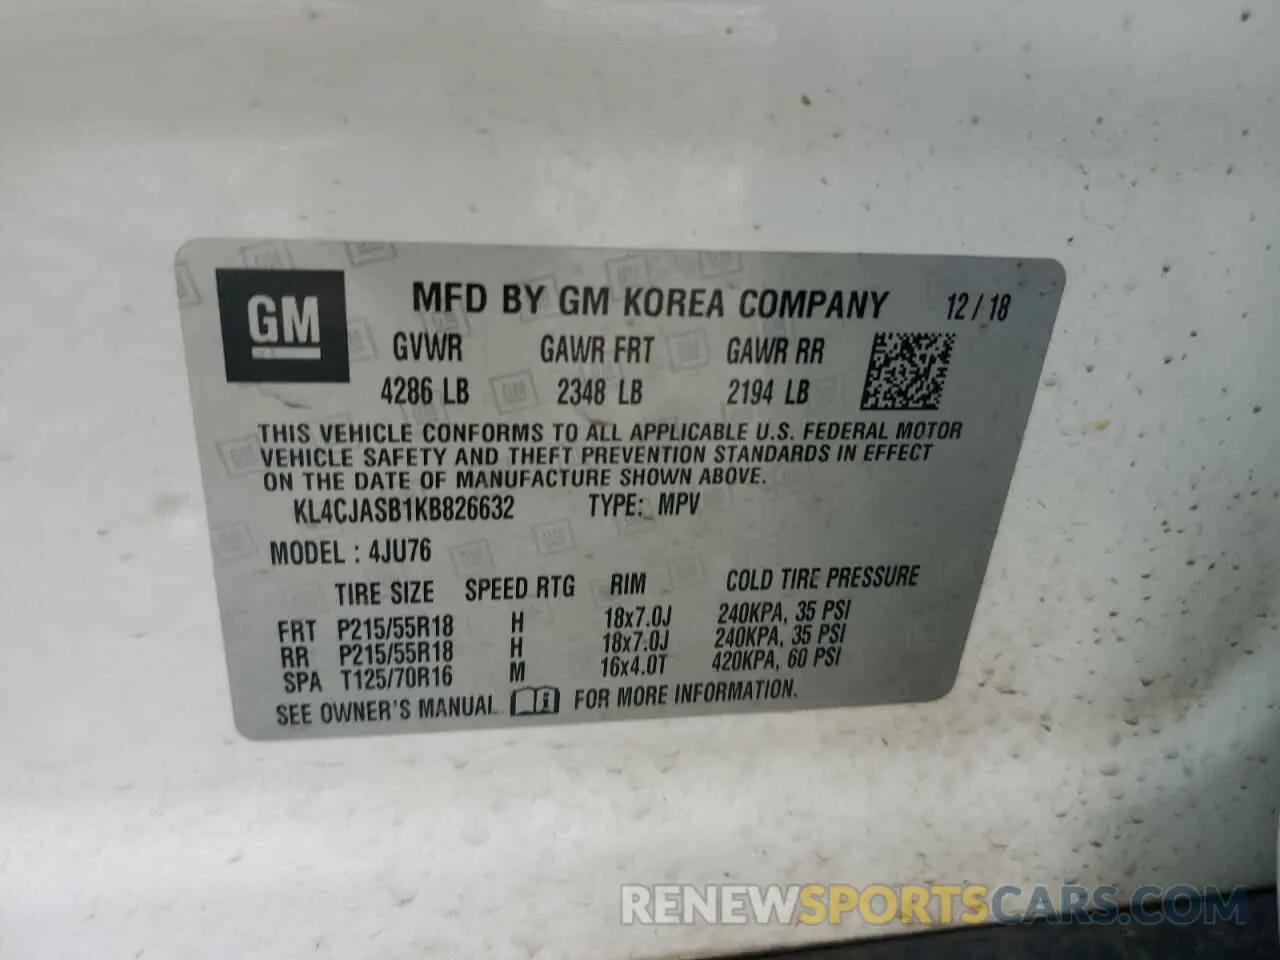 GM
MFD BY GM KOREA COMPANY 12/18
GVWR GAWR FRT GAWR RR
4286 LB 2348 LB 2194 LB
THIS VEHICLE CONFORMS TO ALL APPLICABLE U.S. FEDERAL MOTOR
VEHICLE SAFETY AND THEFT PREVENTION STANDARDS IN EFFECT
ON THE DATE OF MANUFACTURE SHOWN ABOVE.
KL4CJASB1KB826632 TYPE: MPV
MODEL : 4JU76
TIRE SIZE SPEED RTG RIM COLD TIRE PRESSURE
FRT P215/55R18 H 18x7.0J 240KPA, 35 PSI
RR P215/55R18 H 18x7.0J 240KPA, 35 PSI
SPA T125/70R16 M 16x4.0T 420KPA, 60 PSI
SEE OWNER'S MANUAL FOR MORE INFORMATION.
RENEWSPORTSCARS.COM